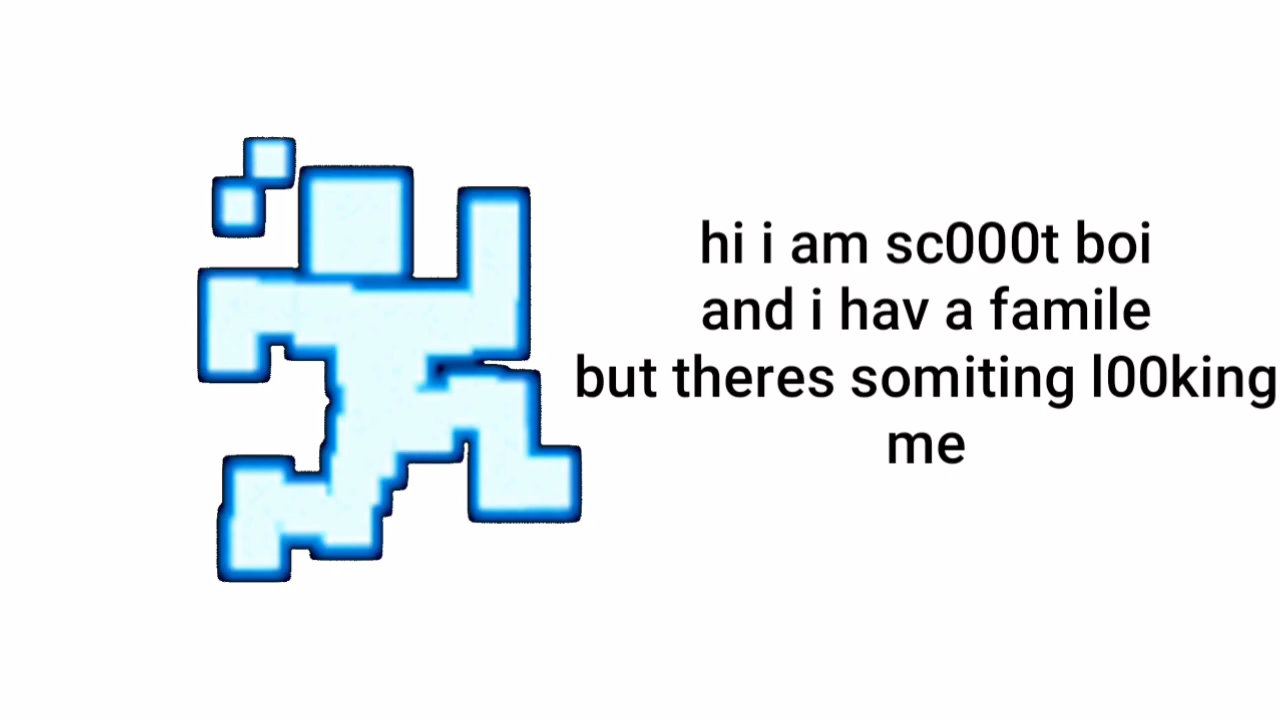 hi i am sc000t boi
and i hav a famile
but theres somiting l00king
me